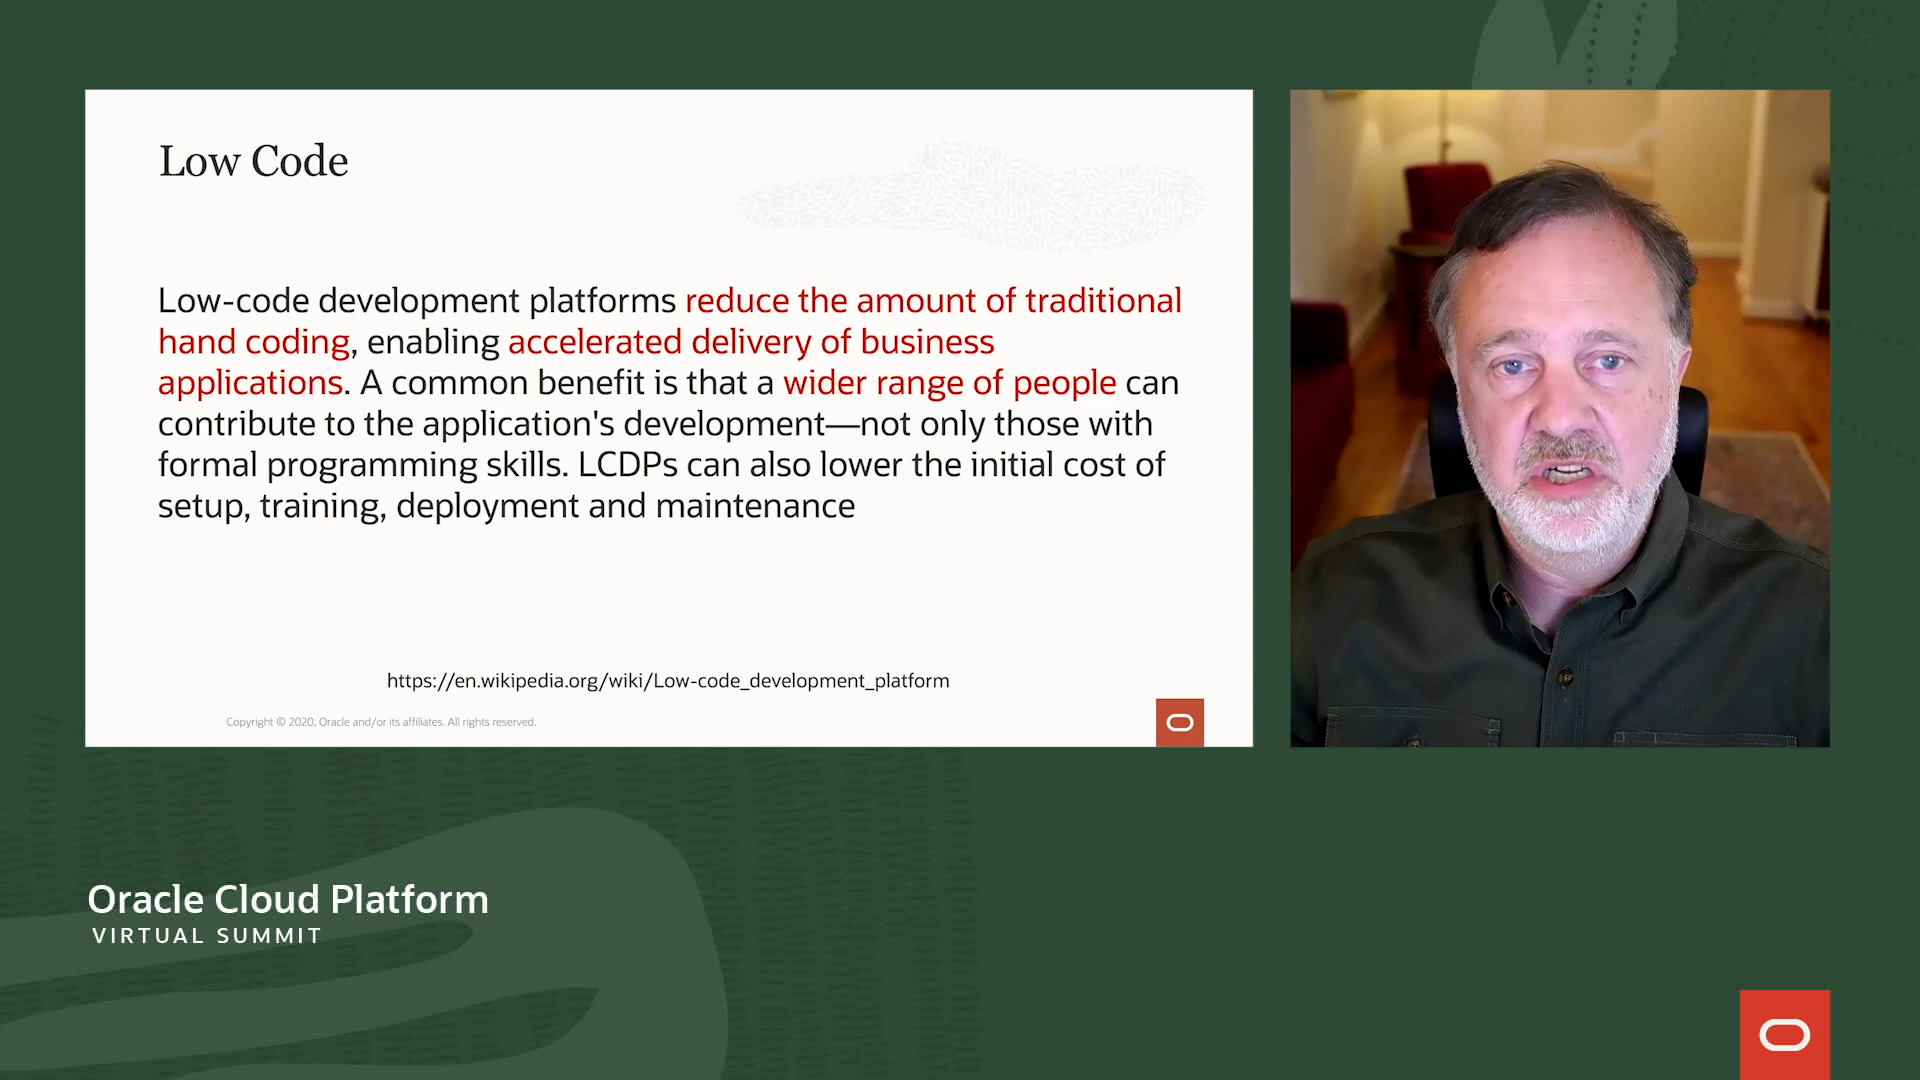 Low Code
Low-code development platforms reduce the amount of traditional
hand coding, enabling accelerated delivery of business
applications. A common benefit is that a wider range of people can
contribute to the application's development—not only those with
formal programming skills. LCDPs can also lower the initial cost of
setup, training, deployment and maintenance
https://en.wikipedia.org/wiki/Low-code_development_platform
Copyright © 2020, Oracle and/or its affiliates. All rights reserved.
Oracle Cloud Platform
VIRTUAL SUMMIT